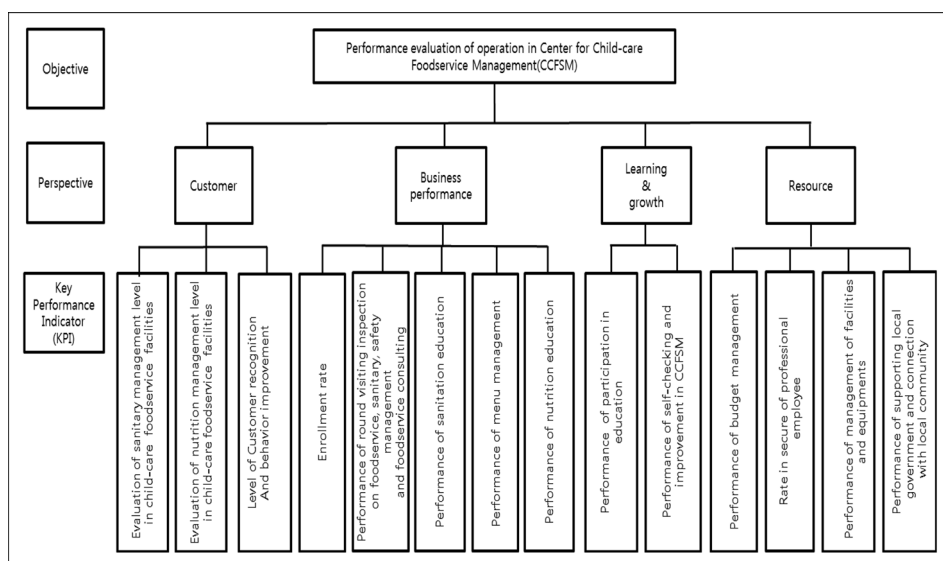 Objective
Performance evaluation of operation in Center for Child-care
Foodservice Management(CCFSM)
Perspective
Customer
Business
performance
Learning
&
growth
Resource
Key
Performance
Indicator
(KPI)
Evaluation of sanitary management level
in child-care foodservice facilities
Evaluation of nutrition management level
in child-care foodservice facilities
Level of Customer recognition
And behavior improvement
Enrollment rate
Performance of round visiting inspection
on foodservice, sanitary, safety
management
and foodservice consulting
Performance of sanitation education
Performance of menu management
Performance of nutrition education
Performance of participation in
education
Performance of self-checking and
improvement in CCFSM
Performance of budget management
Rate in secure of professional
employee
Performance of management of facilities
and equipments
Performance of supporting local
government and connection
with local community